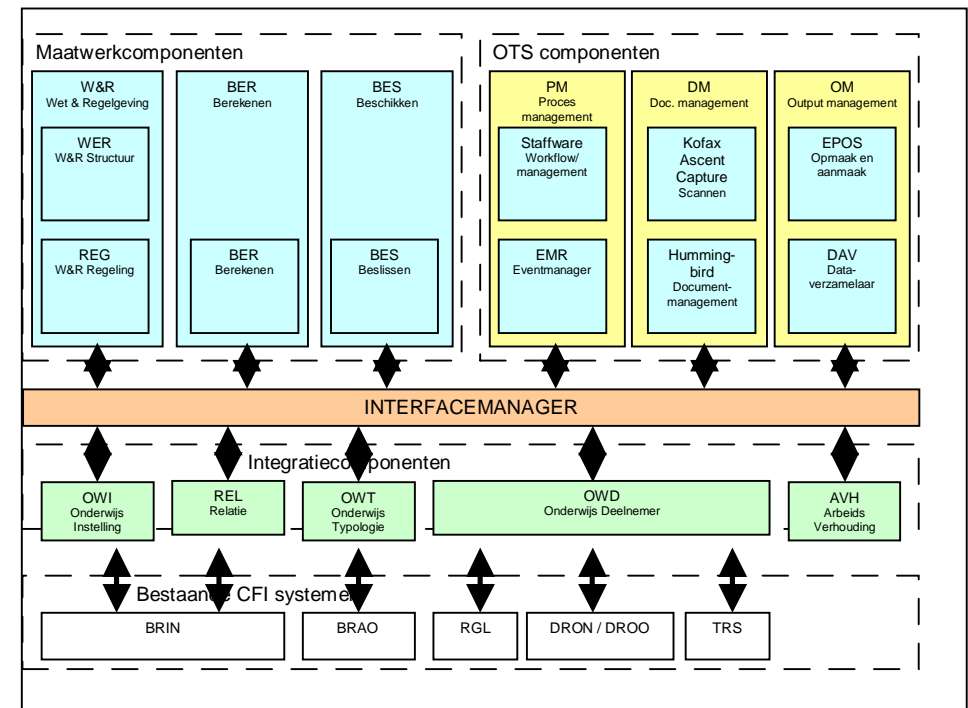 Maatwerkcomponenten
OTS componenten
W&R
Wet & Regelgeving
WER
W&R Structuur
REG
W&R Regeling
BER
Berekenen
BER
Berekenen
BES
Beschikken
BES
Beslissen
PM
Proces
management
Staffware
Workflow/
management
EMR
Eventmanager
DM
Doc. management
Kofax
Ascent
Capture
Scannen
Humming-
bird
Document-
management
OM
Output management
EPOS
Opmaak en
aanmaak
DAV
Data-
verzamelaar
INTERFACEMANAGER
Integratiecomponenten
OWI
Onderwijs
Instelling
REL
Relatie
OWT
Onderwijs
Typologie
OWD
Onderwijs Deelnemer
AVH
Arbeids
Verhouding
Bestaande CFI systemen
BRIN
BRAO
RGL
DRON / DROO
TRS